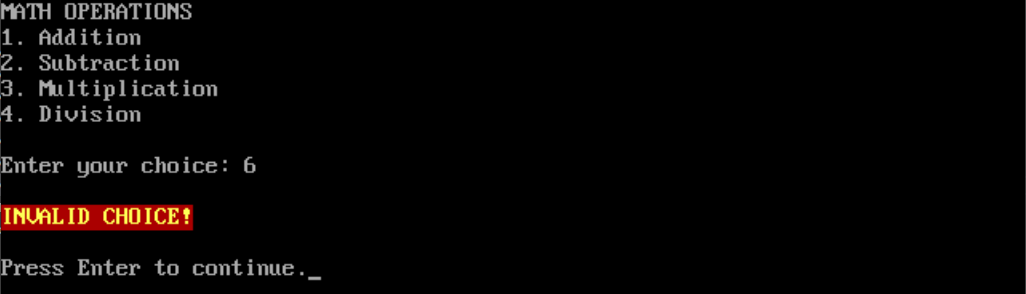 MATH OPERATIONS
1. Addition
2. Subtraction
3. Multiplication
4. Division
Enter your choice: 6
INVALID CHOICE!
Press Enter to continue._